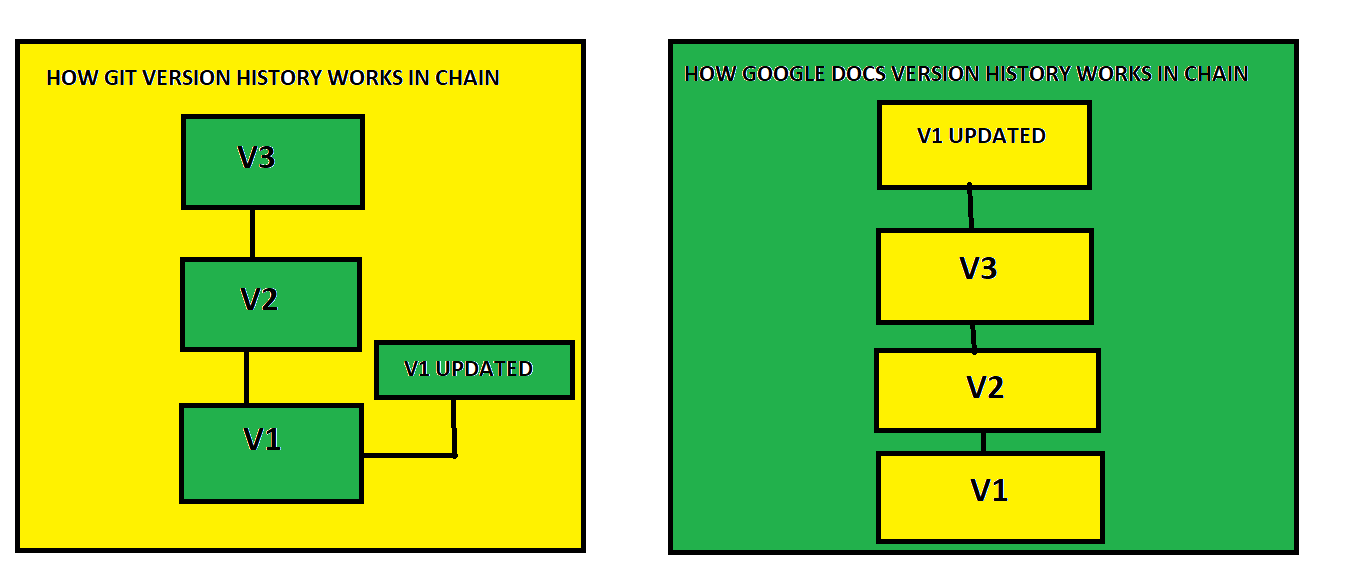 HOW GIT VERSION HISTORY WORKS IN CHAIN
V3
V2
V1 UPDATED
V1
HOW GOOGLE DOCS VERSION HISTORY WORKS IN CHAIN
V1 UPDATED
V3
V2
V1